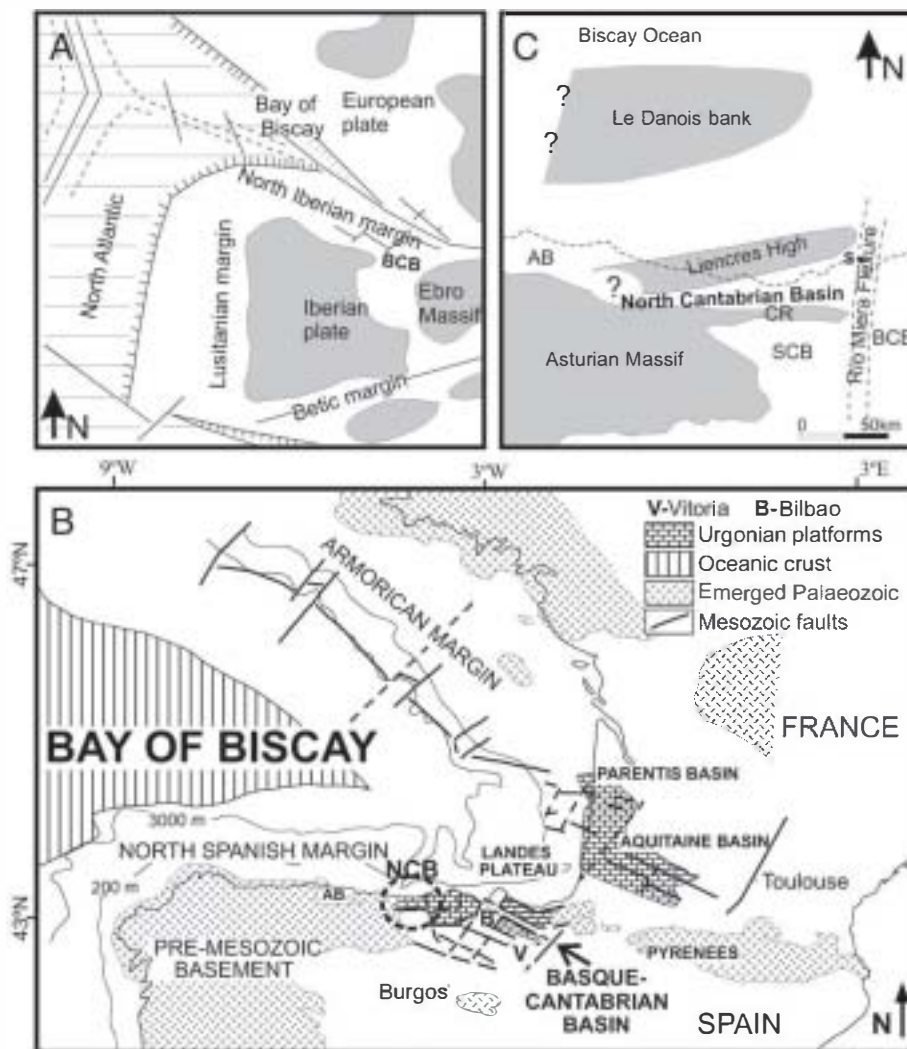 A
Bay of
Biscay
European
plate
North Iberian margin
North Atlantic
Lusitanian margin
BCB
Iberian
plate
Ebro
Massif
Betic margin
N
C
Biscay Ocean
N
?
?
Le Danois bank
AB
Liencres High
S
?
North Cantabrian Basin
CR
Rio Miera Flexure
BCB
Asturian Massif
SCB
0
50km
9°W
3°W
3°E
B
V-Vitoria B-Bilbao
Urgonian platforms
Oceanic crust
Emerged Palaeozoic
Mesozoic faults
47°N
ARMORICAN MARGIN
FRANCE
BAY OF BISCAY
PARENTIS BASIN
3000 m
AQUITAINE BASIN
NORTH SPANISH MARGIN
LANDES
PLATEAU
200 m
NCB
Toulouse
AB
43°N
B
V
PRE-MESOZOIC
BASEMENT
PYRENEES
BASQUE-
CANTABRIAN
BASIN
Burgos
SPAIN
N